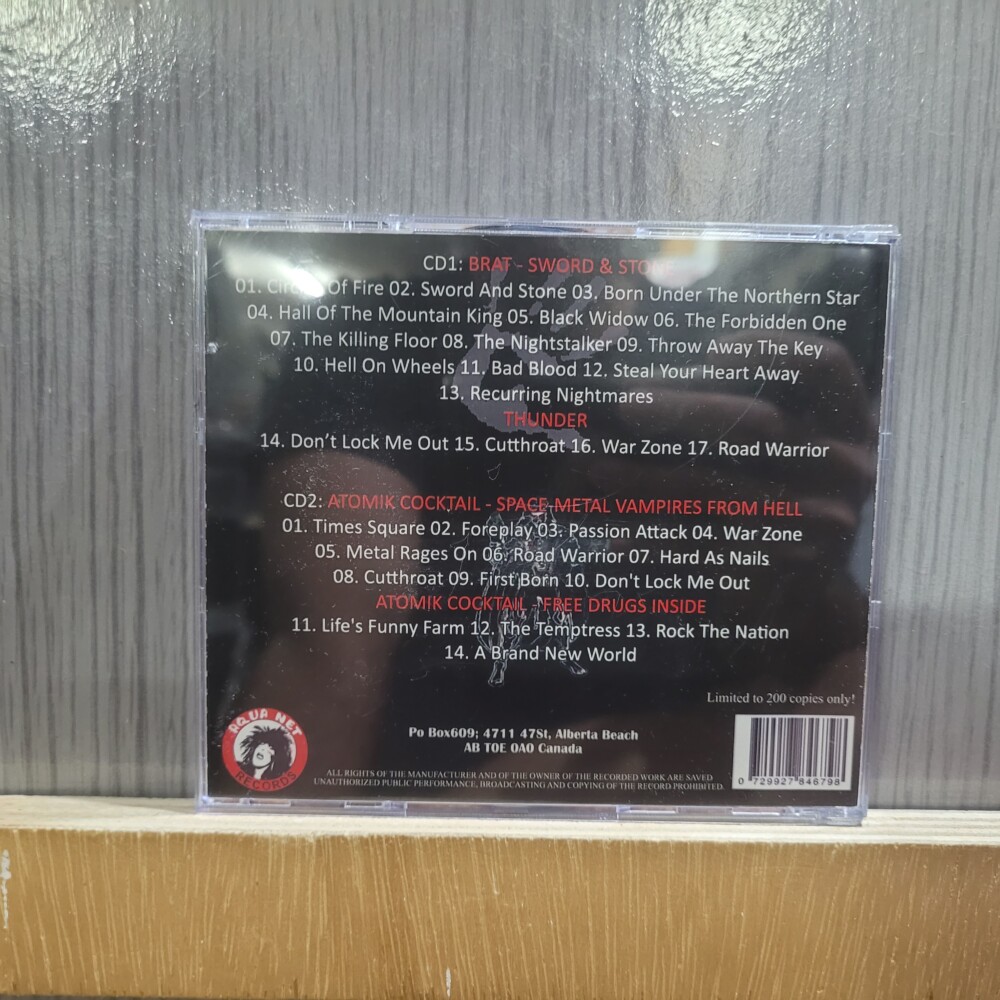 CD1: BRAT - SWORD & STONE
01. Circle Of Fire 02. Sword And Stone 03. Born Under The Northern Star
04. Hall Of The Mountain King 05. Black Widow 06. The Forbidden One
07. The Killing Floor 08. The Nightstalker 09. Throw Away The Key
10. Hell On Wheels 11. Bad Blood 12. Steal Your Heart Away
13. Recurring Nightmares
THUNDER
14. Don't Lock Me Out 15. Cutthroat 16. War Zone 17. Road Warrior
CD2: ATOMIK COCKTAIL - SPACE METAL VAMPIRES FROM HELL
01. Times Square 02. Foreplay 03. Passion Attack 04. War Zone
05. Metal Rages On 06. Road Warrior 07. Hard As Nails
08. Cutthroat 09. First Born 10. Don't Lock Me Out
ATOMIK COCKTAIL - FREE DRUGS INSIDE
11. Life's Funny Farm 12. The Temptress 13. Rock The Nation
14. A Brand New World
Limited to 200 copies only!
AQUA NET
RECORDS
Po Box609; 4711 47St, Alberta Beach
AB TOE OAO Canada
ALL RIGHTS OF THE MANUFACTURER AND OF THE OWNER OF THE RECORDED WORK ARE SAVED
UNAUTHORIZED PUBLIC PERFORMANCE, BROADCASTING AND COPYING OF THE RECORD PROHIBITED.
0 729927 846798